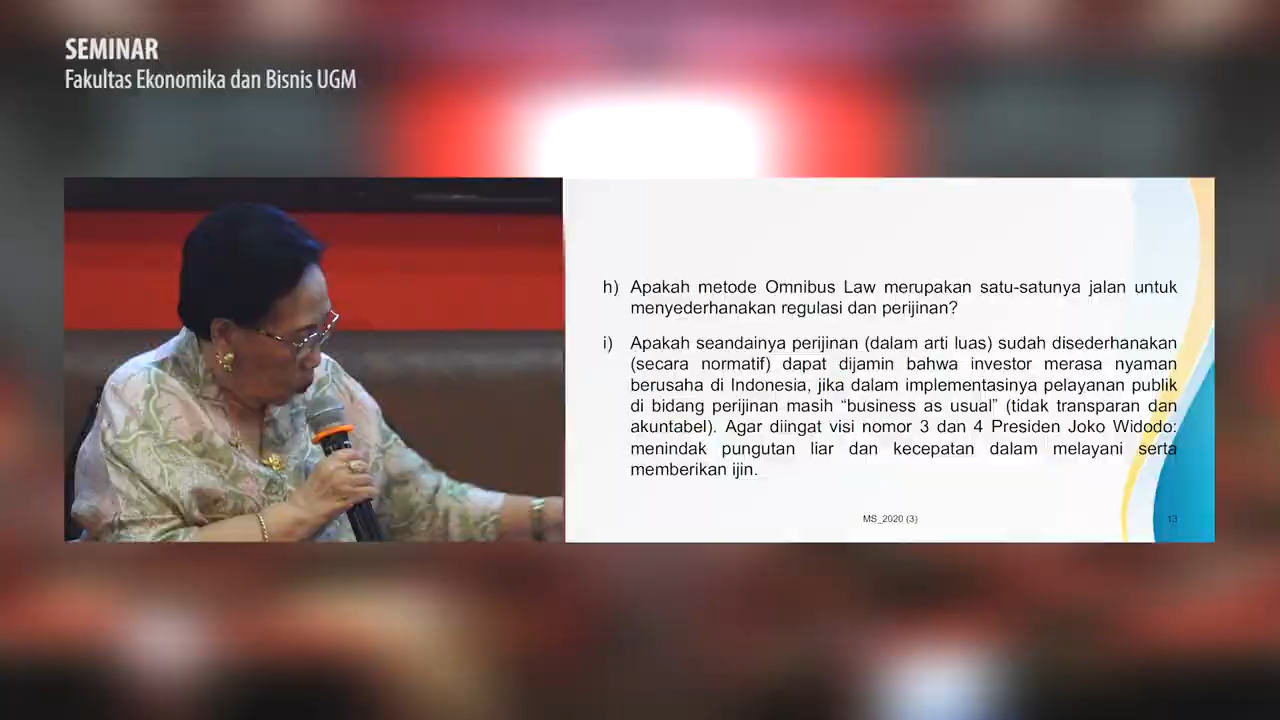 SEMINAR
Fakultas Ekonomika dan Bisnis UGM
h) Apakah metode Omnibus Law merupakan satu-satunya jalan untuk
menyederhanakan regulasi dan perijinan?
i) Apakah seandainya perijinan (dalam arti luas) sudah disederhanakan
(secara normatif) dapat dijamin bahwa investor merasa nyaman
berusaha di Indonesia, jika dalam implementasinya pelayanan publik
di bidang perijinan masih “business as usual” (tidak transparan dan
akuntabel). Agar diingat visi nomor 3 dan 4 Presiden Joko Widodo:
menindak pungutan liar dan kecepatan dalam melayani serta
memberikan ijin.
MS_2020 (3)
13